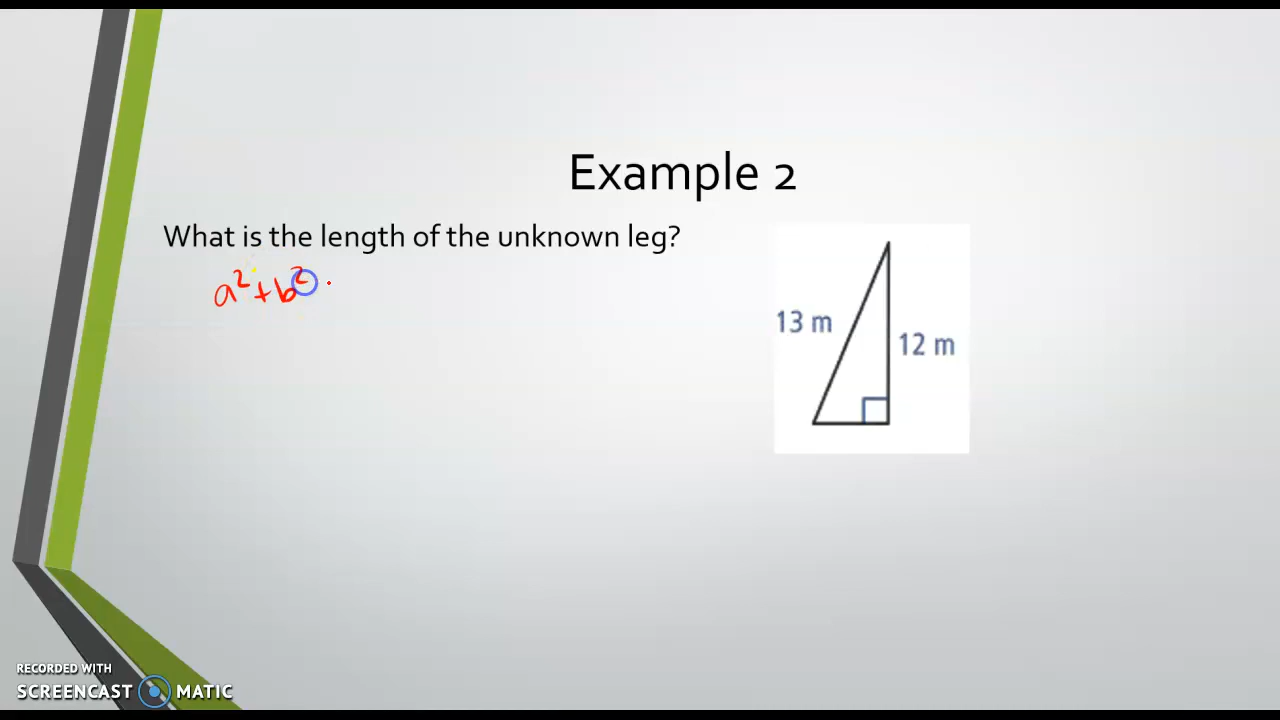 Example 2
What is the length of the unknown leg?
a² + b²
13 m
12 m
RECORDED WITH
SCREENCAST MATIC